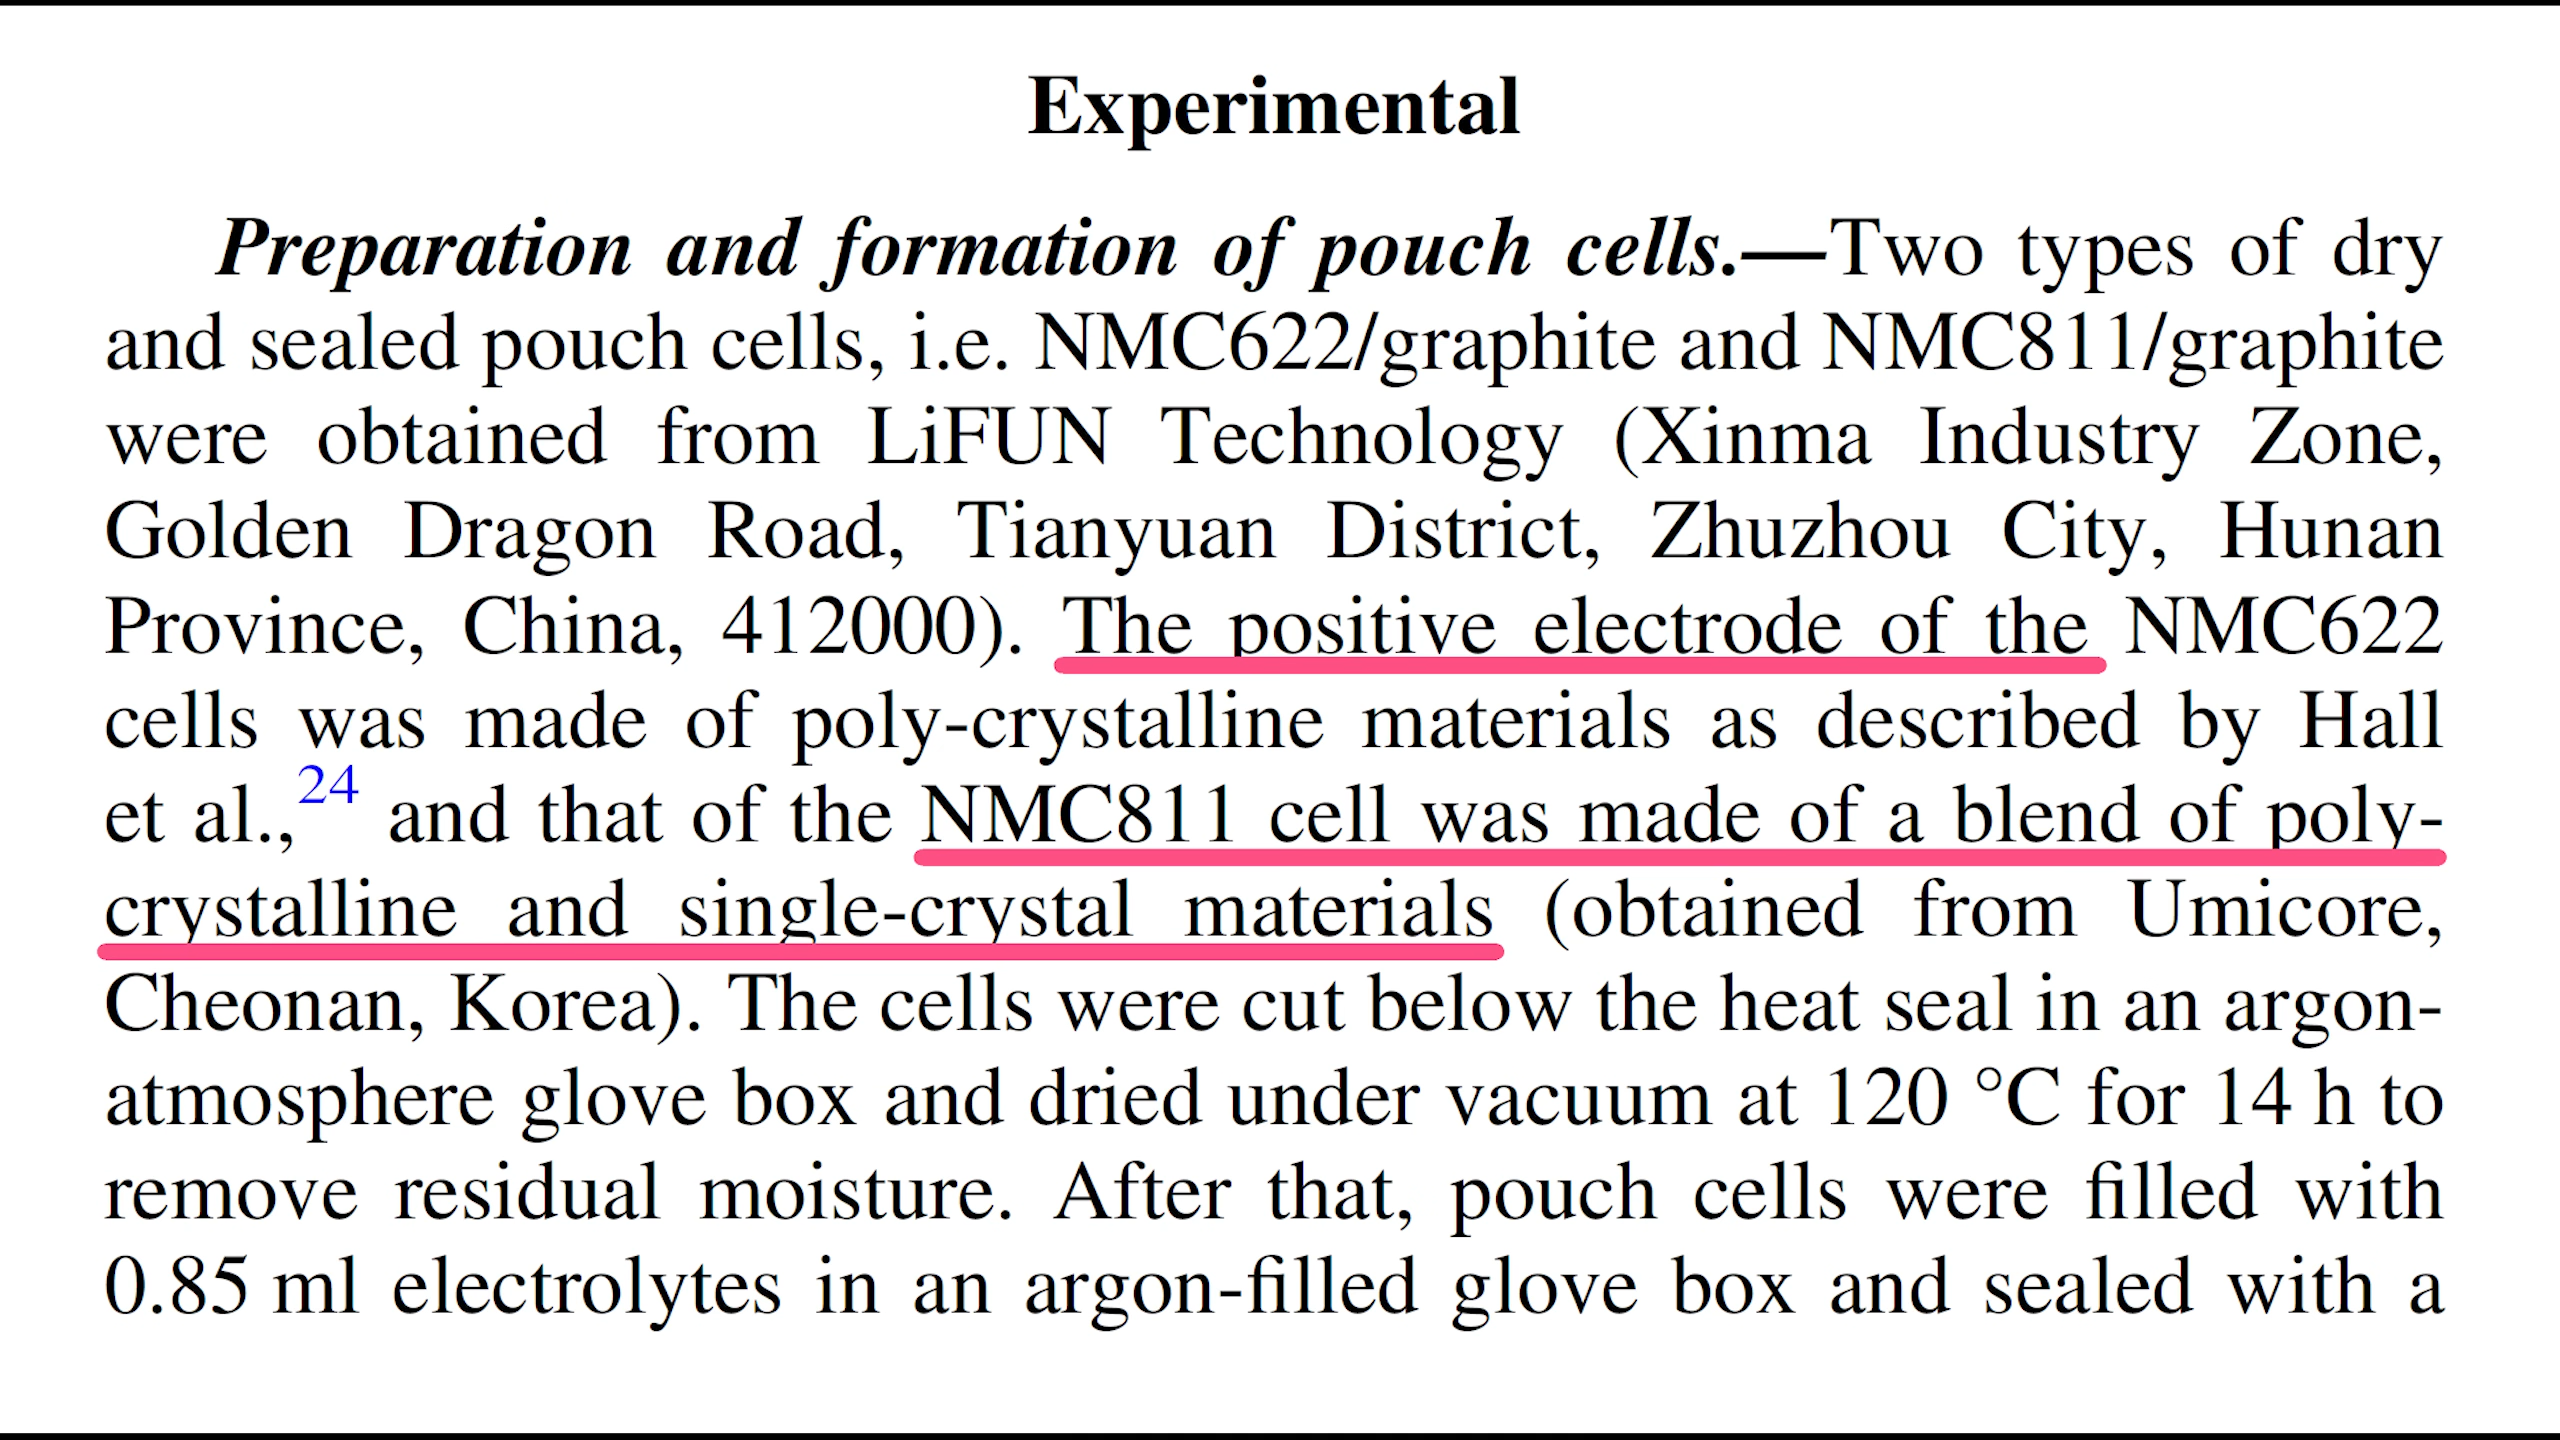 Experimental
Preparation and formation of pouch cells.—Two types of dry
and sealed pouch cells, i.e. NMC622/graphite and NMC811/graphite
were obtained from LiFUN Technology (Xinma Industry Zone,
Golden Dragon Road, Tianyuan District, Zhuzhou City, Hunan
Province, China, 412000). The positive electrode of the NMC622
cells was made of poly-crystalline materials as described by Hall
et al.,24 and that of the NMC811 cell was made of a blend of poly-
crystalline and single-crystal materials (obtained from Umicore,
Cheonan, Korea). The cells were cut below the heat seal in an argon-
atmosphere glove box and dried under vacuum at 120 °C for 14 h to
remove residual moisture. After that, pouch cells were filled with
0.85 ml electrolytes in an argon-filled glove box and sealed with a